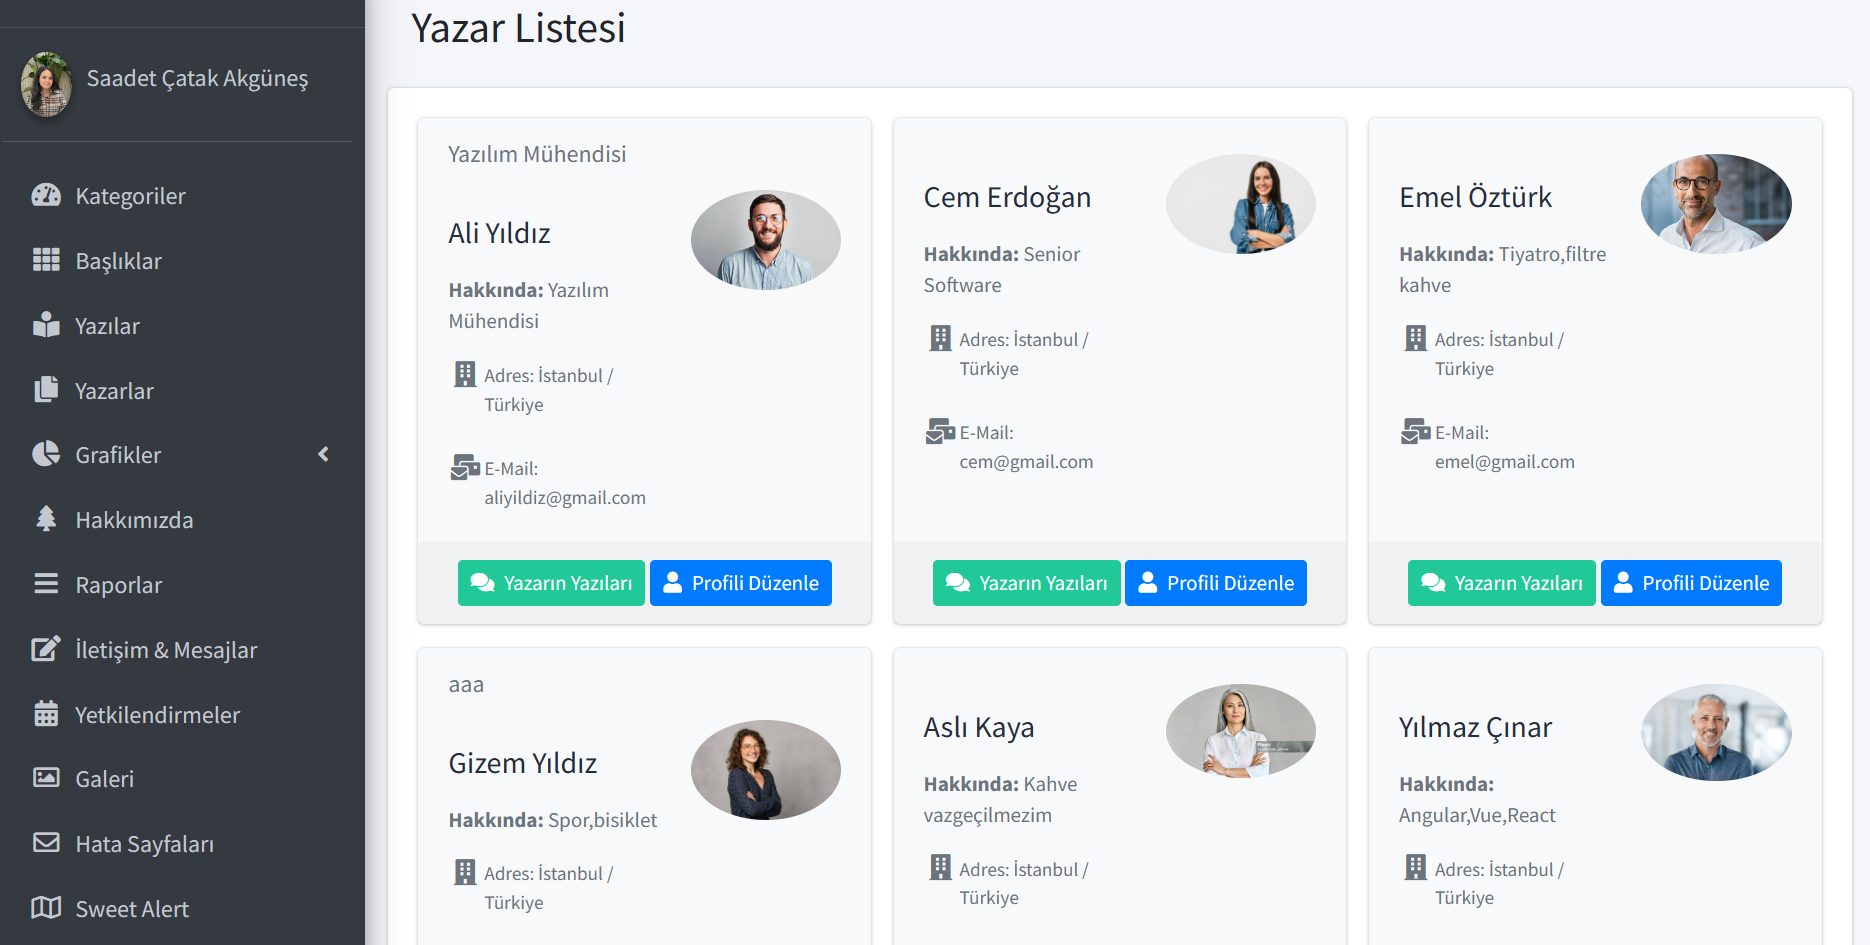 Saadet Çatak Akgüneş
Kategoriler
Başlıklar
Yazılar
Yazarlar
Grafikler
Hakkımızda
Raporlar
İletişim & Mesajlar
Yetkilendirmeler
Galeri
Hata Sayfaları
Sweet Alert
Yazar Listesi
Yazılım Mühendisi
Ali Yıldız
Hakkında: Yazılım
Mühendisi
Adres: İstanbul /
Türkiye
E-Mail:
aliyildiz@gmail.com
Yazarın Yazıları
Profili Düzenle
Cem Erdoğan
Hakkında: Senior
Software
Adres: İstanbul /
Türkiye
E-Mail:
cem@gmail.com
Yazarın Yazıları
Profili Düzenle
Emel Öztürk
Hakkında: Tiyatro,filtre
kahve
Adres: İstanbul /
Türkiye
E-Mail:
emel@gmail.com
Yazarın Yazıları
Profili Düzenle
aaa
Gizem Yıldız
Hakkında: Spor,bisiklet
Adres: İstanbul /
Türkiye
Aslı Kaya
Hakkında: Kahve
vazgeçilmezim
Adres: İstanbul /
Türkiye
Yılmaz Çınar
Hakkında:
Angular,Vue,React
Adres: İstanbul /
Türkiye